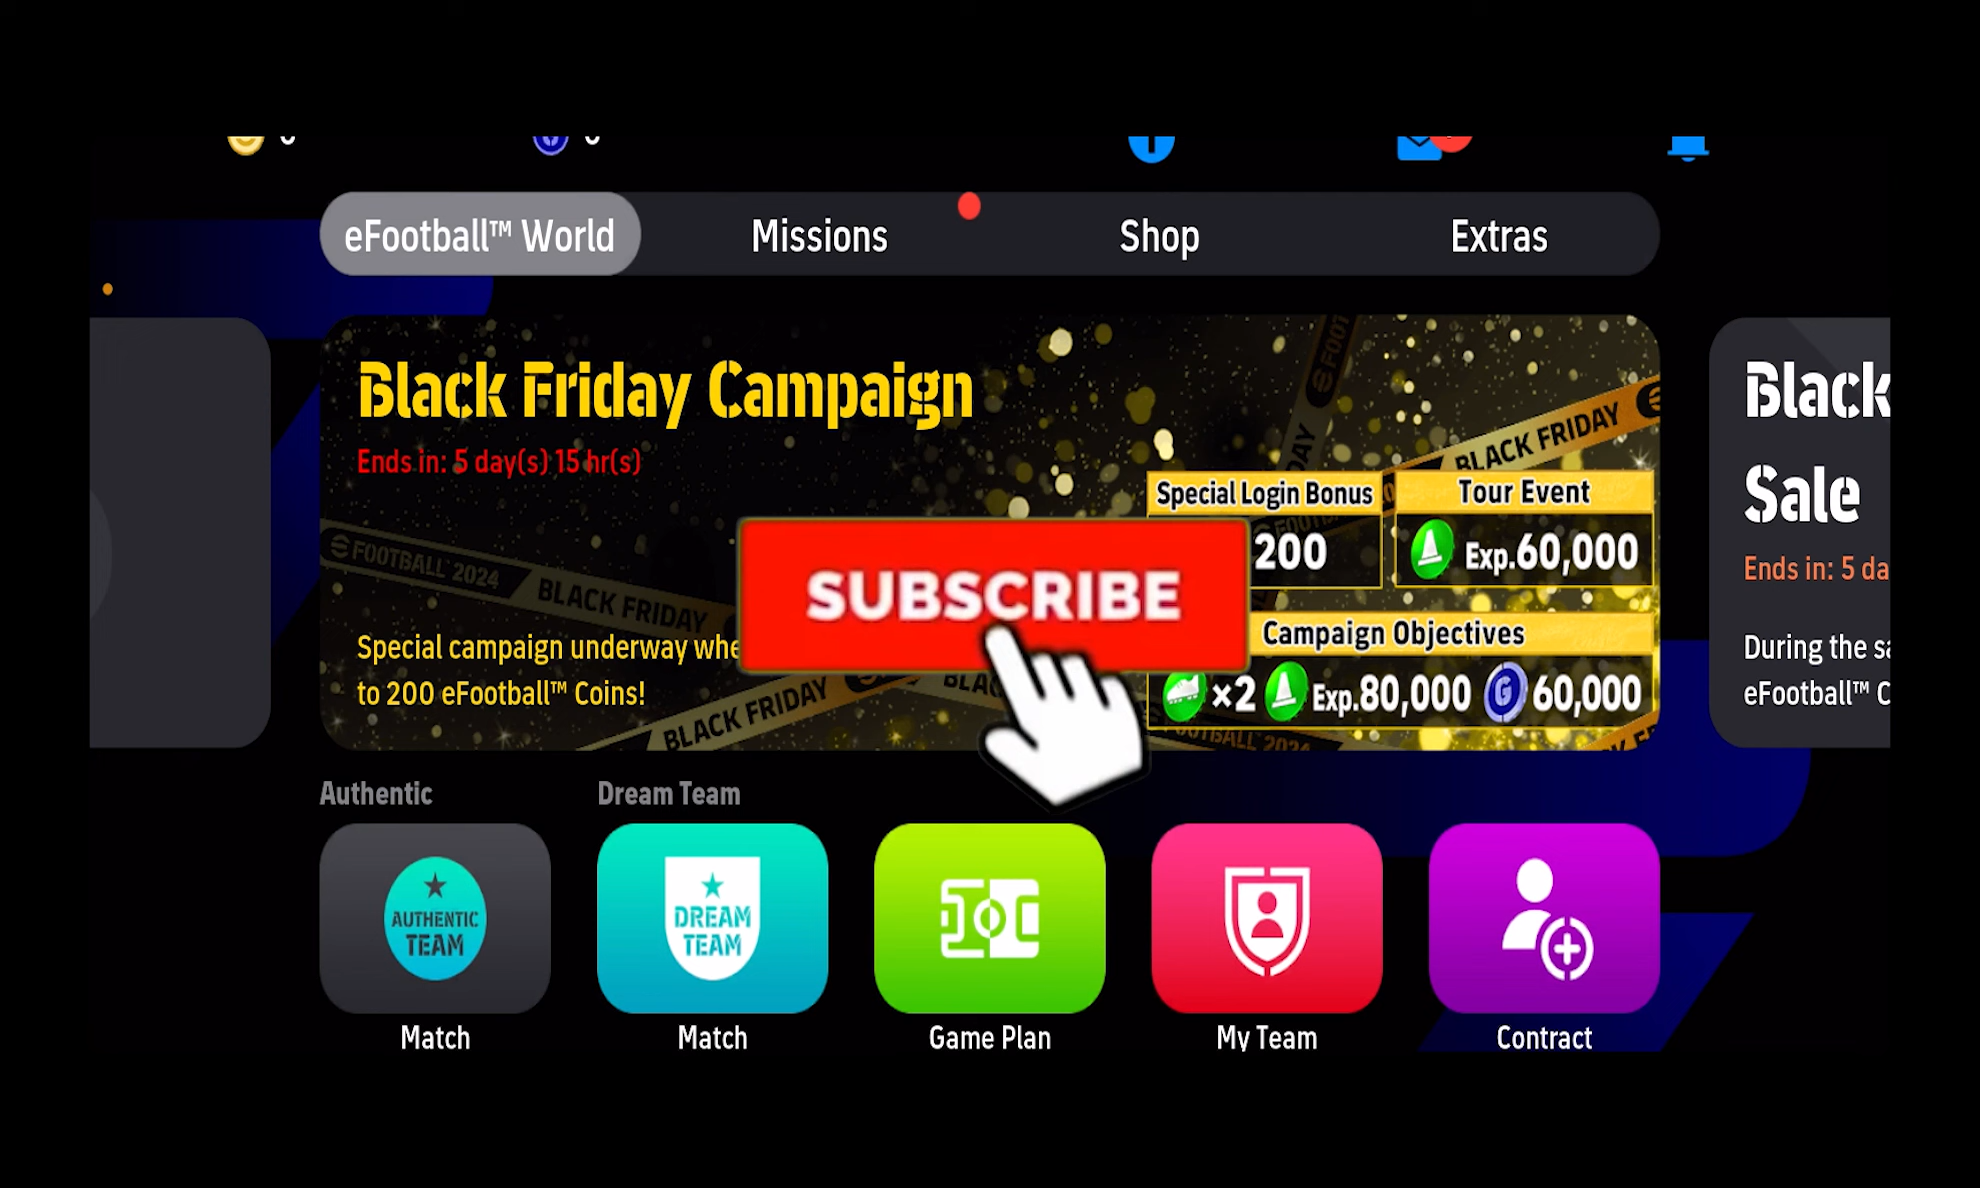 eFootball™ World
Missions
Shop
Extras
Black Friday Campaign
Ends in: 5 day(s) 15 hr(s)
BLACK FRIDAY
Special Login Bonus
200
Tour Event
Exp.60,000
FOOTBALL 2024
BLACK FRIDAY
SUBSCRIBE
Special campaign underway
to 200 eFootball™ Coins!
BLACK FRIDAY
Campaign Objectives
×2 Exp.80,000 G 60,000
Black
Sale
Ends in: 5 da
During the
eFootball™ C
Authentic
Dream Team
AUTHENTIC
TEAM
DREAM
TEAM
Match
Match
Game Plan
My Team
Contract